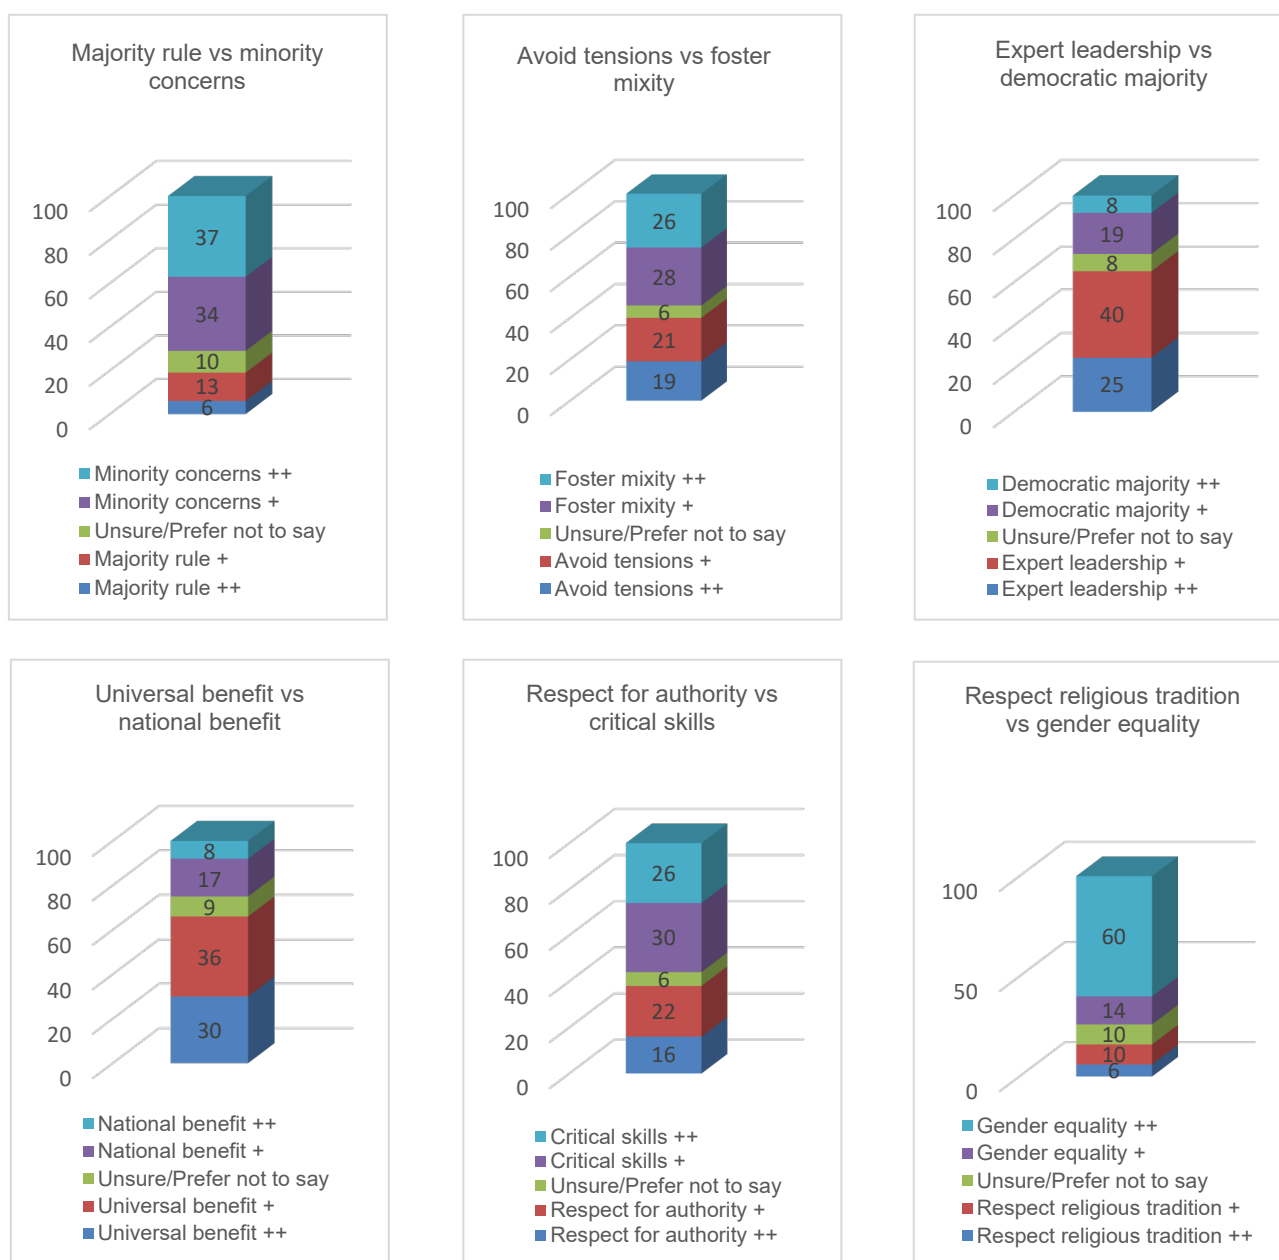 Majority rule vs minority
concerns
100
80
60
40
20
0
37
34
10
13
6
Minority concerns ++
Minority concerns +
Unsure/Prefer not to say
Majority rule +
Majority rule ++
Avoid tensions vs foster
mixity
100
80
60
40
20
0
26
28
6
21
19
Foster mixity ++
Foster mixity +
Unsure/Prefer not to say
Avoid tensions +
Avoid tensions ++
Expert leadership vs
democratic majority
100
80
60
40
20
0
8
19
8
40
25
Democratic majority ++
Democratic majority +
Unsure/Prefer not to say
Expert leadership +
Expert leadership ++
Universal benefit vs
national benefit
100
80
60
40
20
0
8
17
9
36
30
National benefit ++
National benefit +
Unsure/Prefer not to say
Universal benefit +
Universal benefit ++
Respect for authority vs
critical skills
100
80
60
40
20
0
26
30
6
22
16
Critical skills ++
Critical skills +
Unsure/Prefer not to say
Respect for authority +
Respect for authority ++
Respect religious tradition
vs gender equality
100
50
0
60
14
10
10
6
Gender equality ++
Gender equality +
Unsure/Prefer not to say
Respect religious tradition +
Respect religious tradition ++